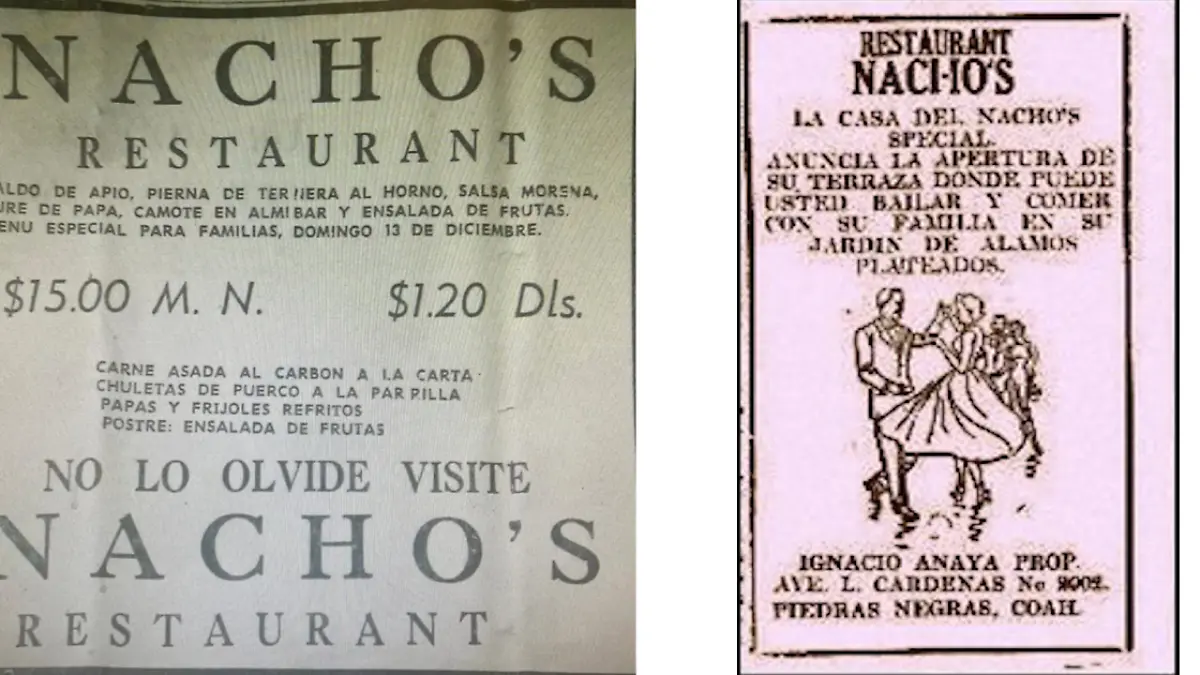 NACHO'S
RESTAURANT
ALDO DE APIO, PIERNA DE TERNERA AL HORNO, SALSA MORENA,
URE DE PAPA, CAMOTE EN ALMIBAR Y ENSALADA DE FRUTAS.
ENU ESPECIAL PARA FAMILIAS, DOMINGO 13 DE DICIEMBRE.
$15.00 M. N. $1.20 Dls.
CARNE ASADA AL CARBON A LA CARTA
CHULETAS DE PUERCO A LA PARRILLA
PAPAS Y FRIJOLES REFRITOS
POSTRE: ENSALADA DE FRUTAS
NO LO OLVIDE VISITE
NACHO'S
RESTAURANT
RESTAURANT
NACHO'S
LA CASA DEL NACHO'S
SPECIAL.
ANUNCIA LA APERTURA DE
SU TERRAZA DONDE PUEDE
USTED BAILAR Y COMER
CON SU FAMILIA EN SU
JARDIN DE ALAMOS
PLATEADOS.
IGNACIO ANAYA PROP.
AVE. L. CARDENAS No 2002.
PIEDRAS NEGRAS, COAH.